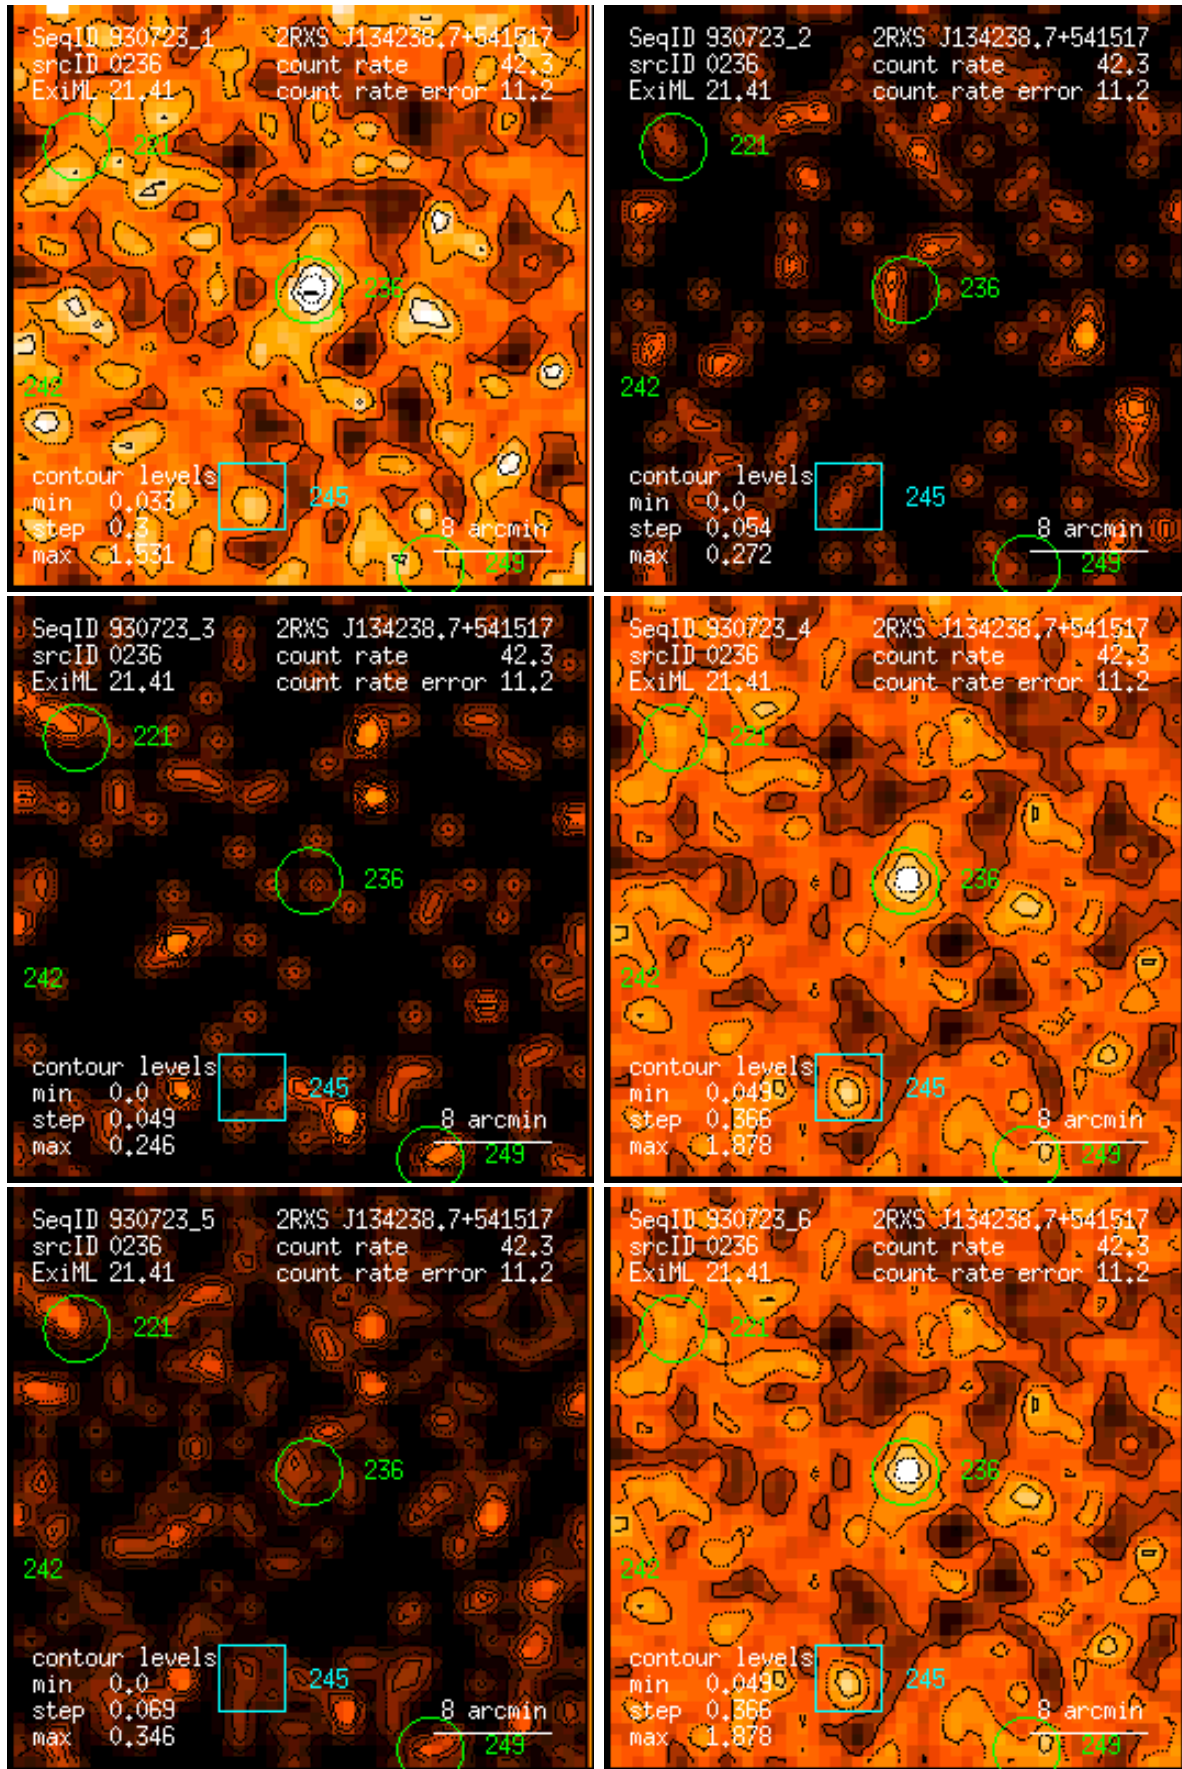 SeqID 930723_1 2RXS J134238.7+541517
srcID 0236 count rate 42.3
ExiML 21.41 count rate error 11.2
221
236
242
contour levels
min 0.033
245
step 0.3
8 arcmin
max 1.531
249
SeqID 930723_2 2RXS J134238.7+541517
srcID 0236 count rate 42.3
ExiML 21.41 count rate error 11.2
221
236
242
contour levels
min 0.0
245
step 0.054
8 arcmin
max 0.272
249
SeqID 930723_3 2RXS J134238.7+541517
srcID 0236 count rate 42.3
ExiML 21.41 count rate error 11.2
221
236
242
contour levels
min 0.0
245
step 0.049
8 arcmin
max 0.246
249
SeqID 930723_4 2RXS J134238.7+541517
srcID 0236 count rate 42.3
ExiML 21.41 count rate error 11.2
221
236
242
contour levels
min 0.049
245
step 0.366
8 arcmin
max 1.878
249
SeqID 930723_5 2RXS J134238.7+541517
srcID 0236 count rate 42.3
ExiML 21.41 count rate error 11.2
221
236
242
contour levels
min 0.0
245
step 0.069
8 arcmin
max 0.346
249
SeqID 930723_6 2RXS J134238.7+541517
srcID 0236 count rate 42.3
ExiML 21.41 count rate error 11.2
221
236
242
contour levels
min 0.049
245
step 0.366
8 arcmin
max 1.878
249